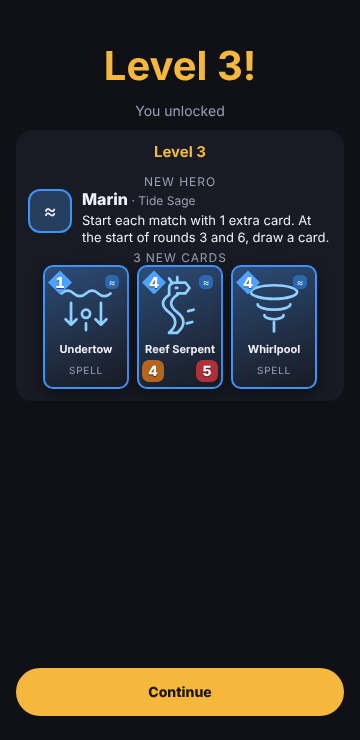 Level 3!
You unlocked
Level 3
NEW HERO
≈
Marin · Tide Sage
Start each match with 1 extra card. At
the start of rounds 3 and 6, draw a card.
3 NEW CARDS
1 ≈
Undertow
SPELL
4 ≈
Reef Serpent
4 5
4 ≈
Whirlpool
SPELL
Continue